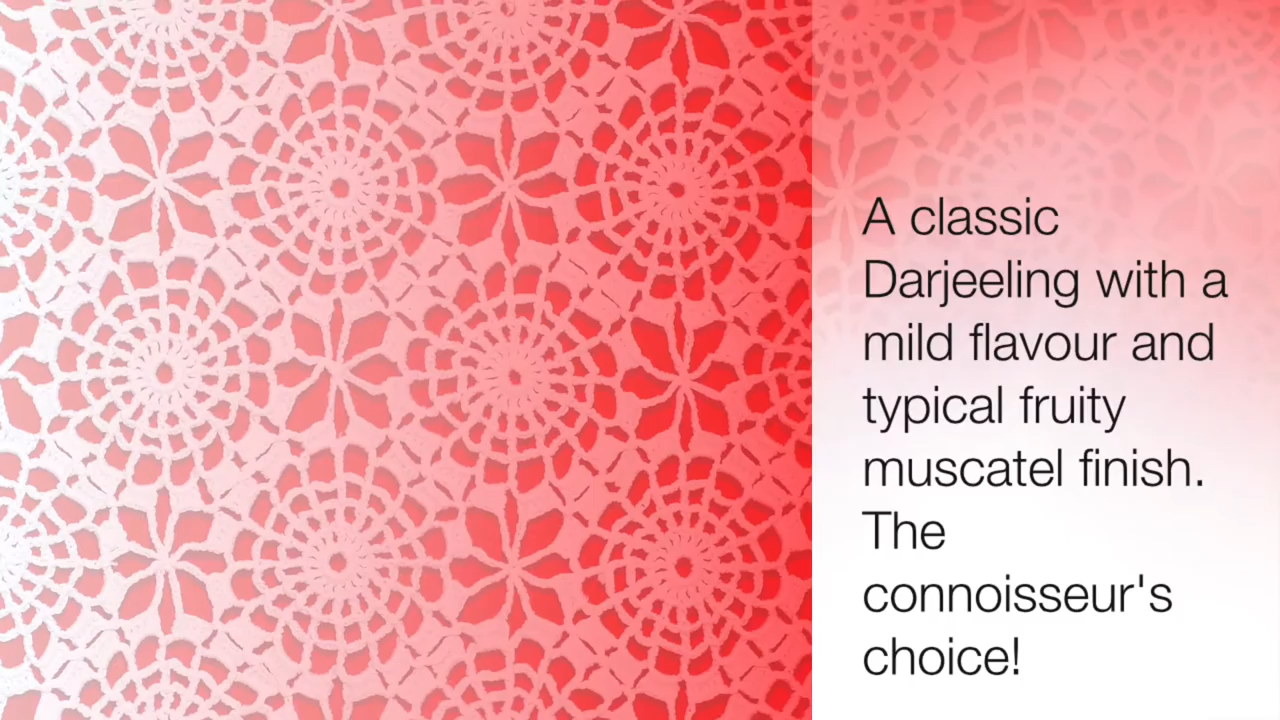 A classic
Darjeeling with a
mild flavour and
typical fruity
muscatel finish.
The
connoisseur's
choice!